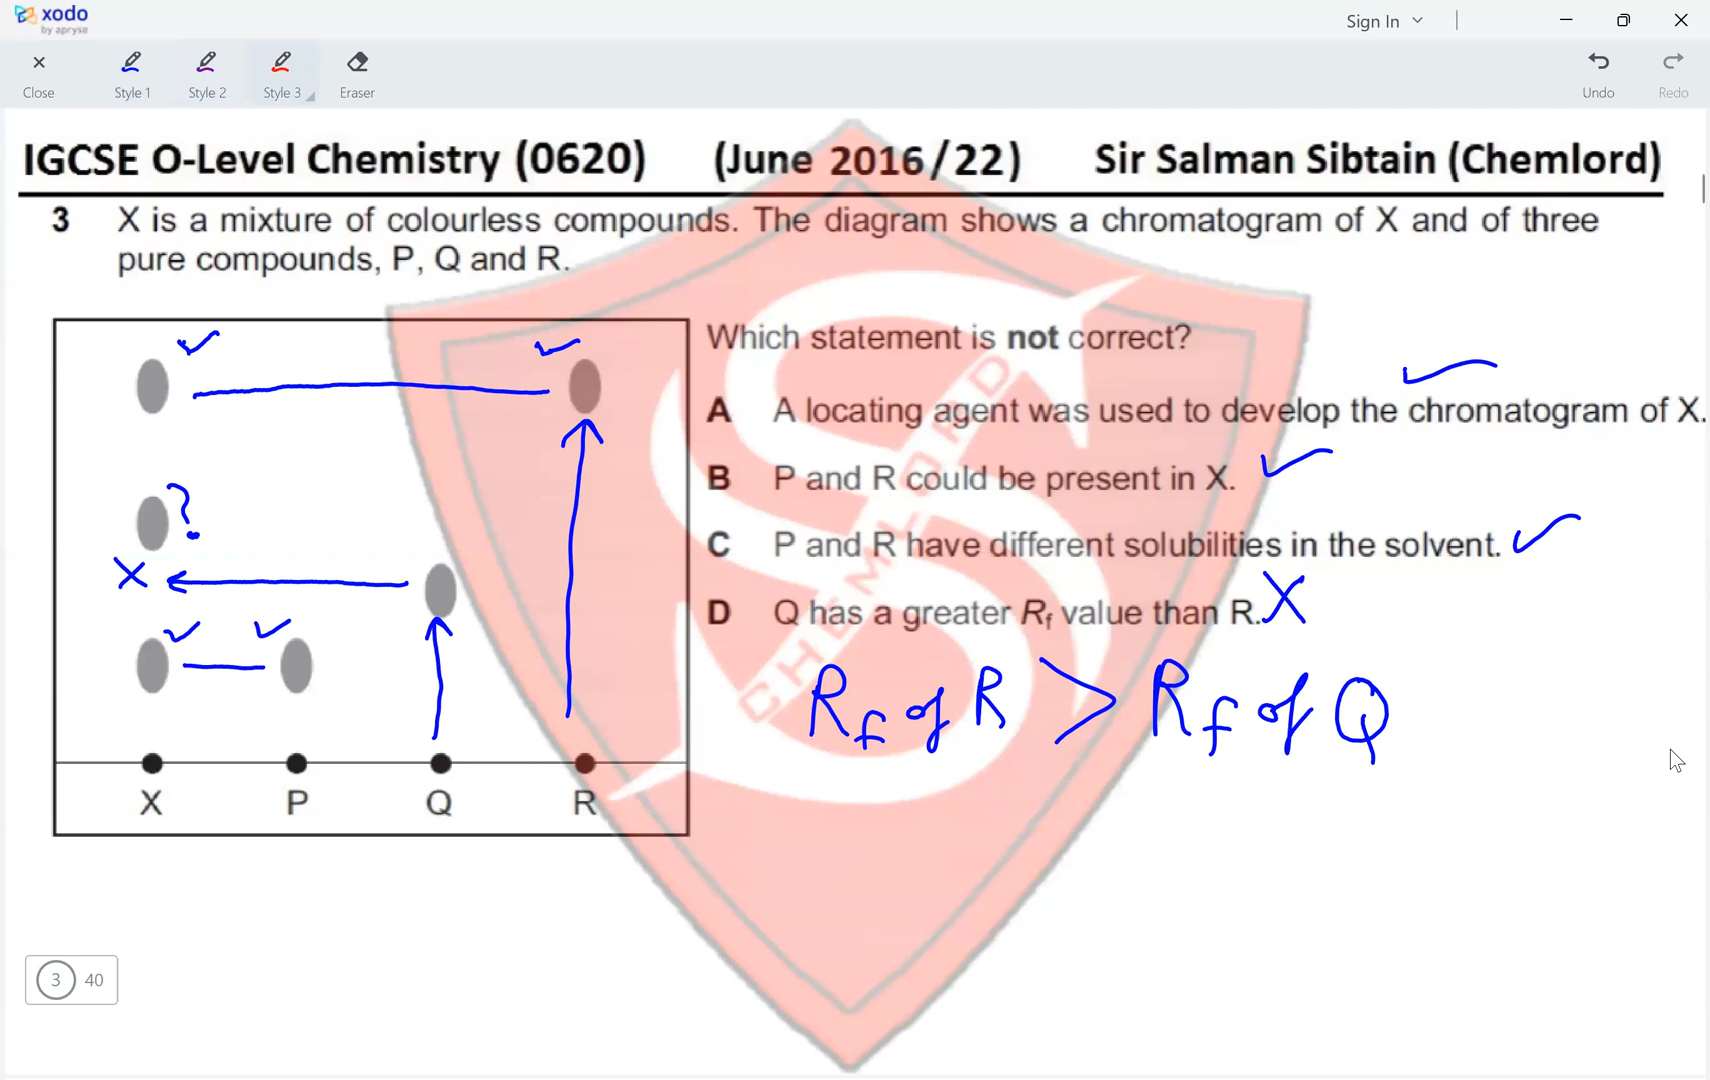 xodo
by apryse
Sign In
Close
Style 1
Style 2
Style 3
Eraser
Undo
Redo
IGCSE O-Level Chemistry (0620) (June 2016/22) Sir Salman Sibtain (Chemlord)
3 X is a mixture of colourless compounds. The diagram shows a chromatogram of X and of three
pure compounds, P, Q and R.
?
X
X P Q R
Which statement is not correct?
A A locating agent was used to develop the chromatogram of X.
B P and R could be present in X.
C P and R have different solubilities in the solvent.
D Q has a greater Rf value than R. X
Rf of R > Rf of Q
CHEMLORD
3 40